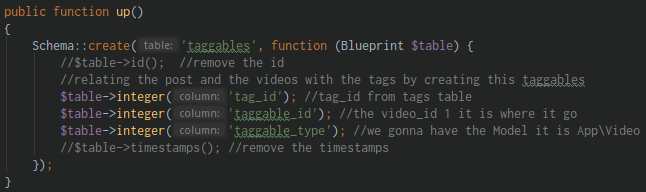 public function up()
{
    Schema::create( table: 'taggables', function (Blueprint $table) {
        //$table->id();  //remove the id
        //relating the post and the videos with the tags by creating this taggables
        $table->integer( column: 'tag_id'); //tag_id from tags table
        $table->integer( column: 'taggable_id'); //the video_id 1 it is where it go
        $table->integer( column: 'taggable_type'); //we gonna have the Model it is App\Video
        //$table->timestamps(); //remove the timestamps
    });
}